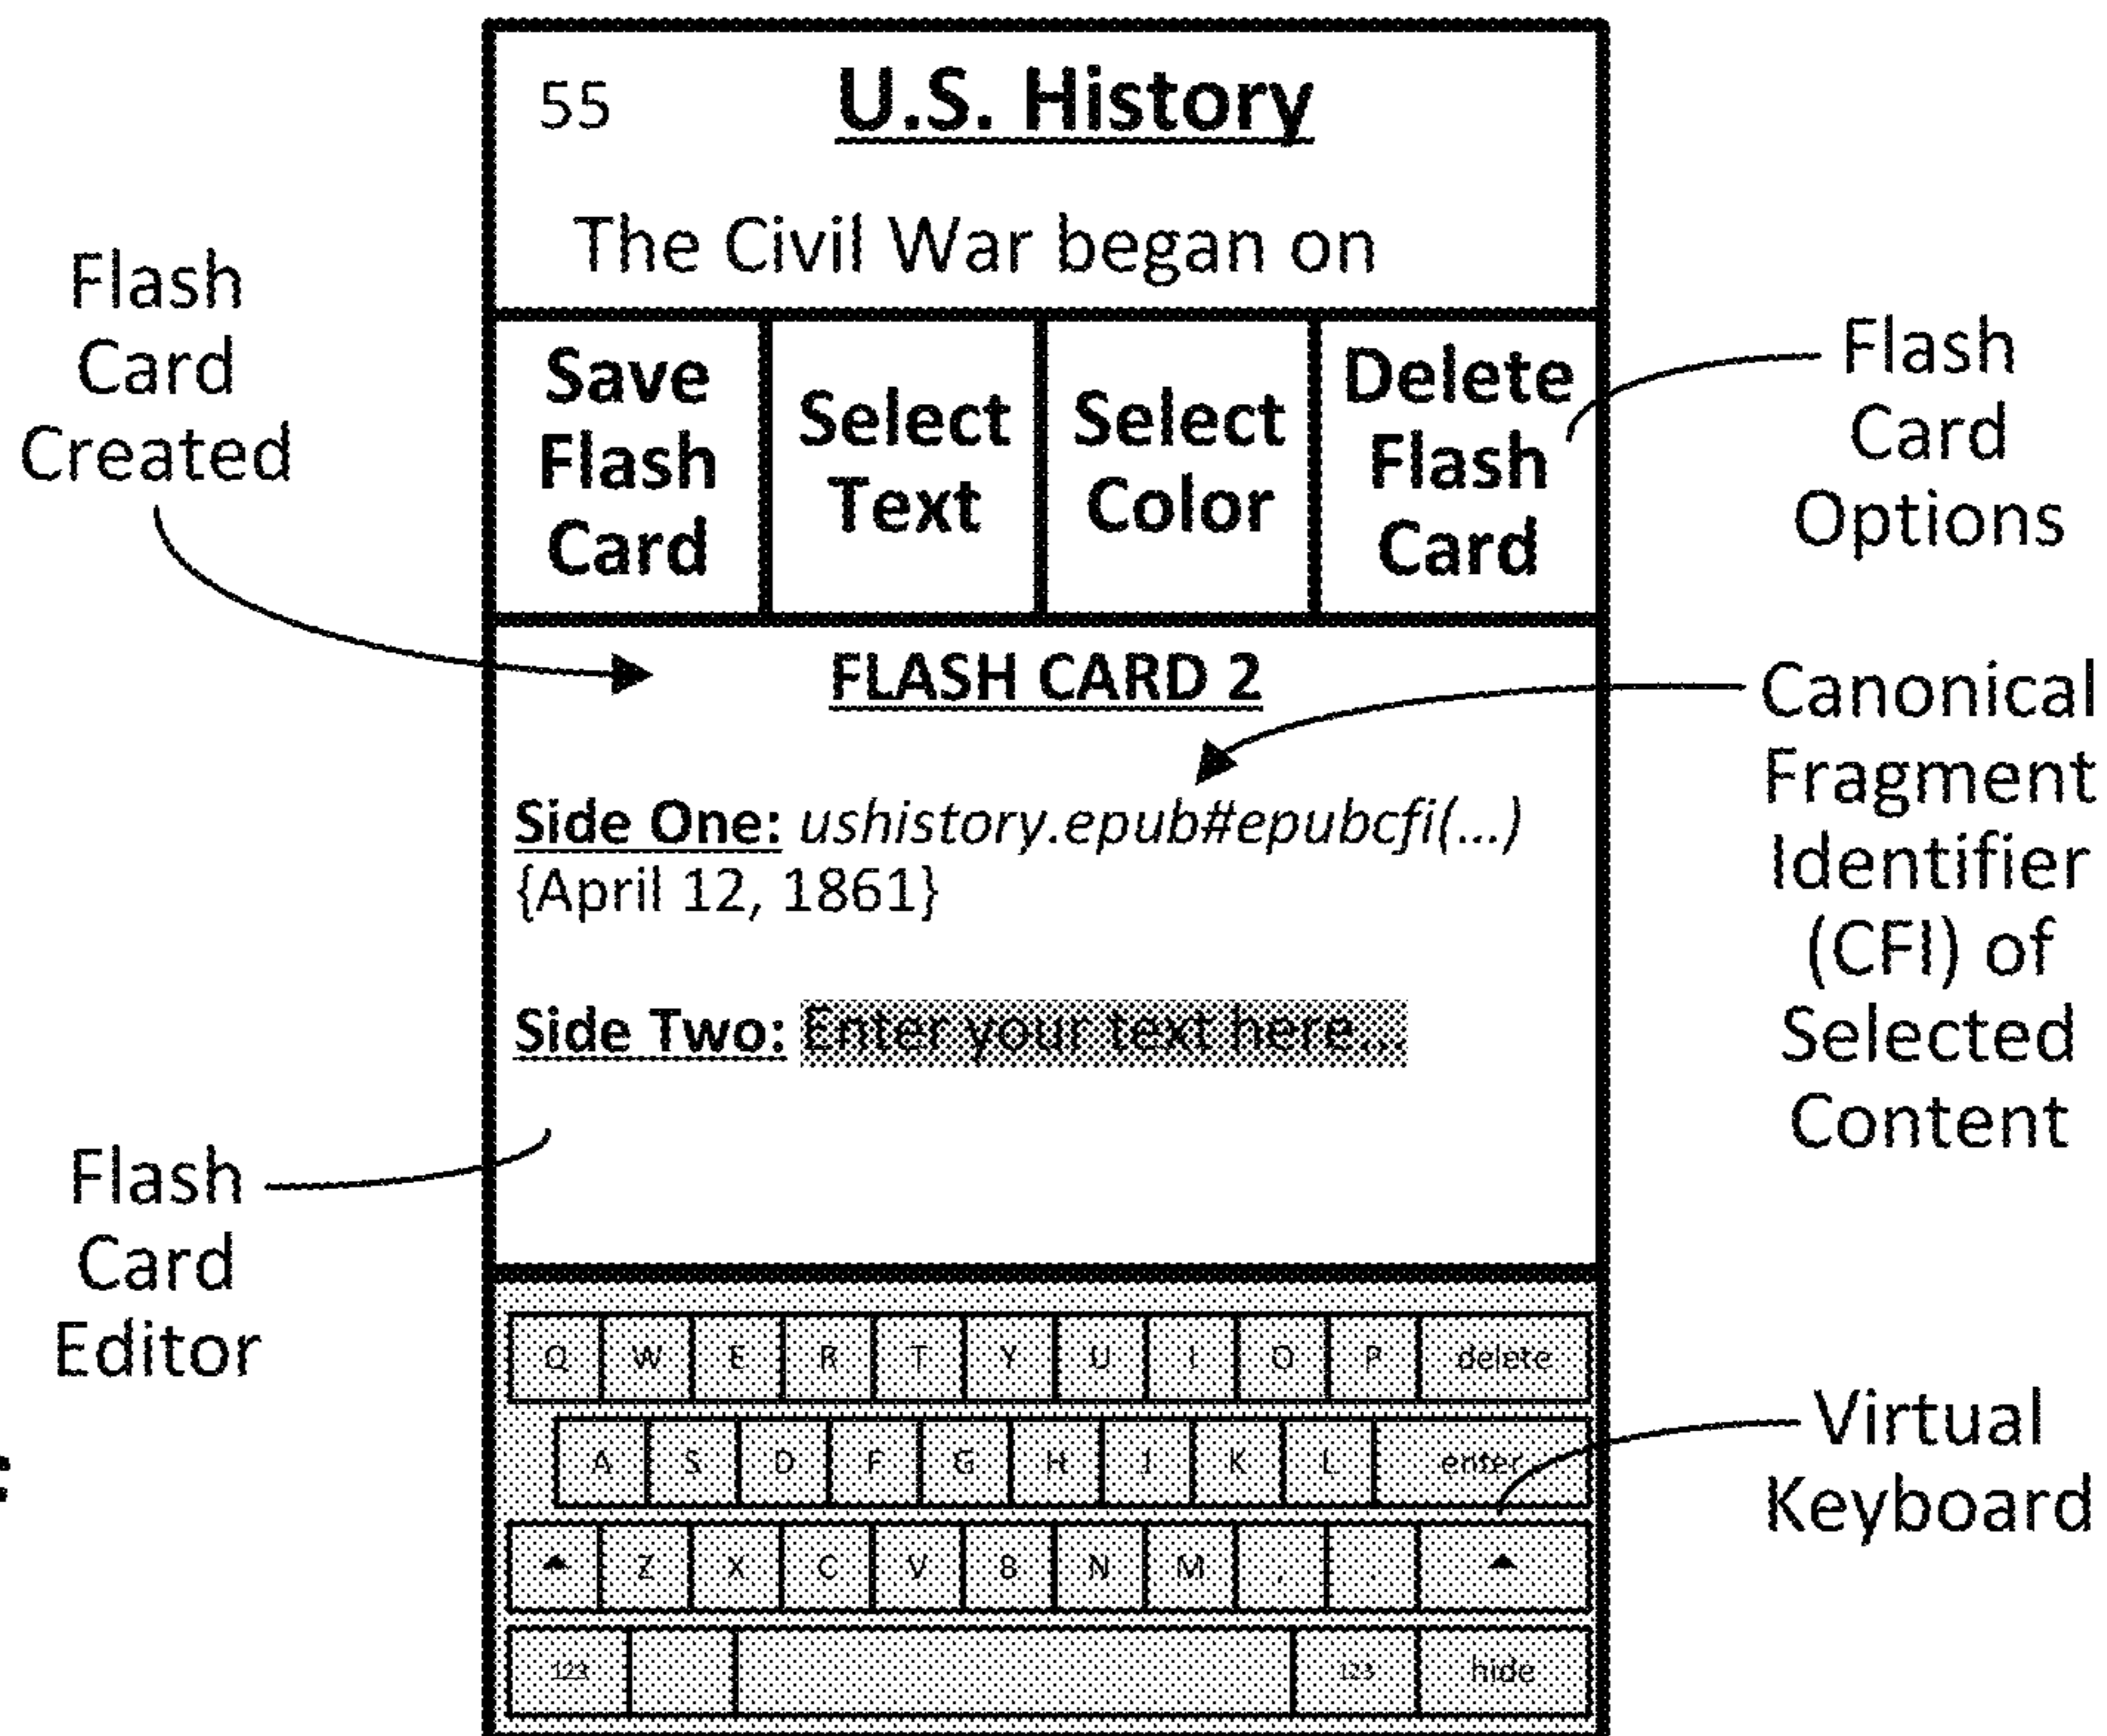 55
U.S. History
The Civil War began on
Flash
Card
Created
Save
Flash
Card
Select
Text
Select
Color
Delete
Flash
Card
Flash
Card
Options
FLASH CARD 2
Canonical
Fragment
Identifier
(CFI) of
Selected
Content
Side One: ushistory.epub#epubcfi(...)
{April 12, 1861}
Side Two: Enter your text here...
Flash
Card
Editor
Q W E R T Y U I O P delete
A S D F G H J K L enter
Z X C V B N M , .
123 123 hide
Virtual
Keyboard